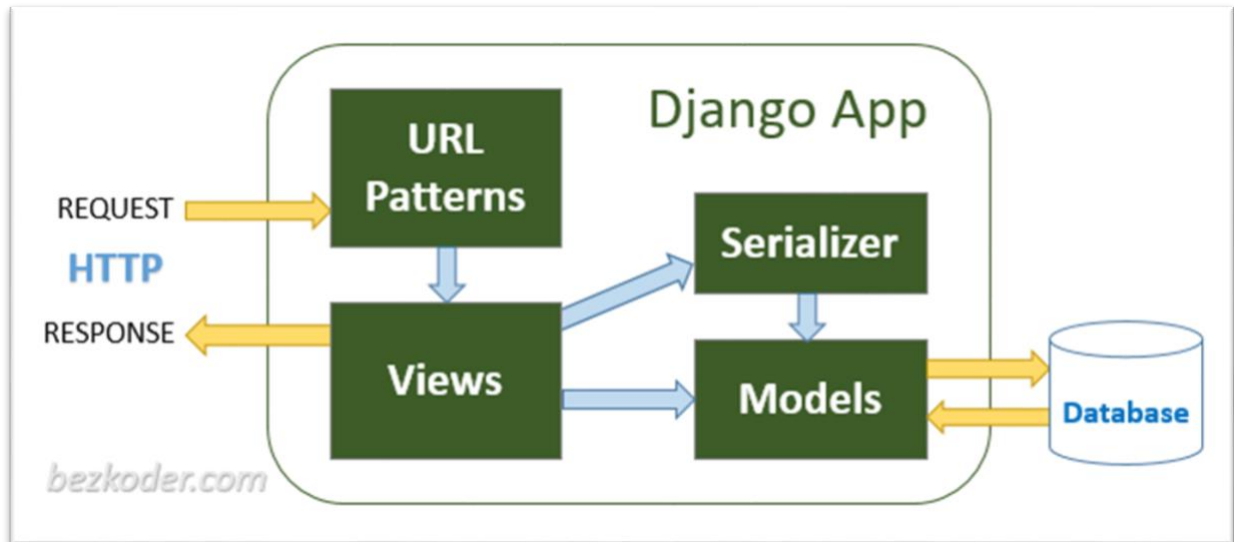 Django App
URL
Patterns
REQUEST
HTTP
RESPONSE
Serializer
Views
Models
Database
bezkoder.com